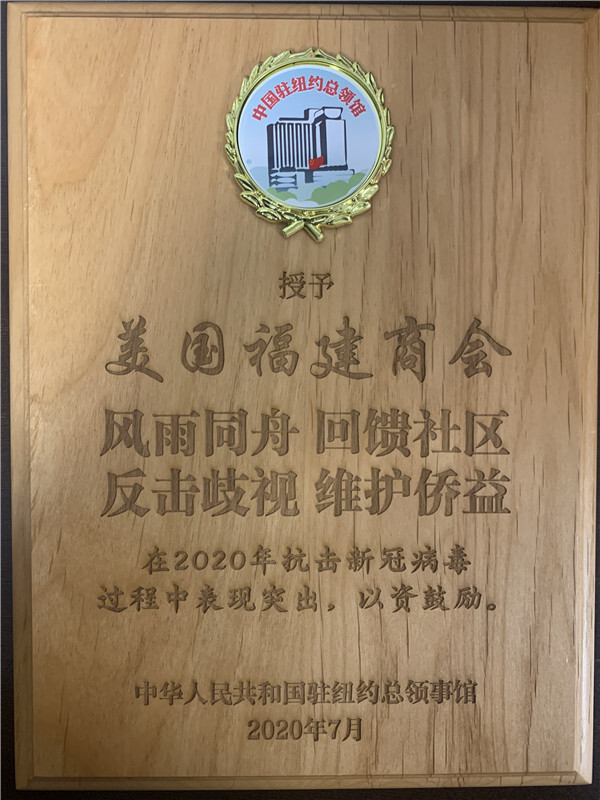 中国驻纽约总领馆
授予
美国福建商会
风雨同舟 回馈社区
反击歧视 维护侨益
在2020年抗击新冠病毒
过程中表现突出，以资鼓励。
中华人民共和国驻纽约总领事馆
2020年7月